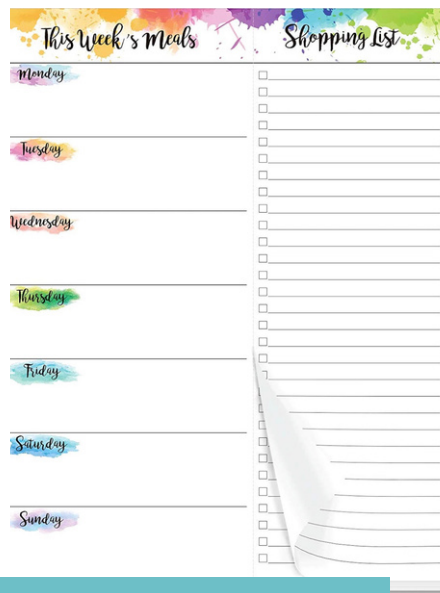 This Week's Meals
Shopping List
Monday
Tuesday
Wednesday
Thursday
Friday
Saturday
Sunday